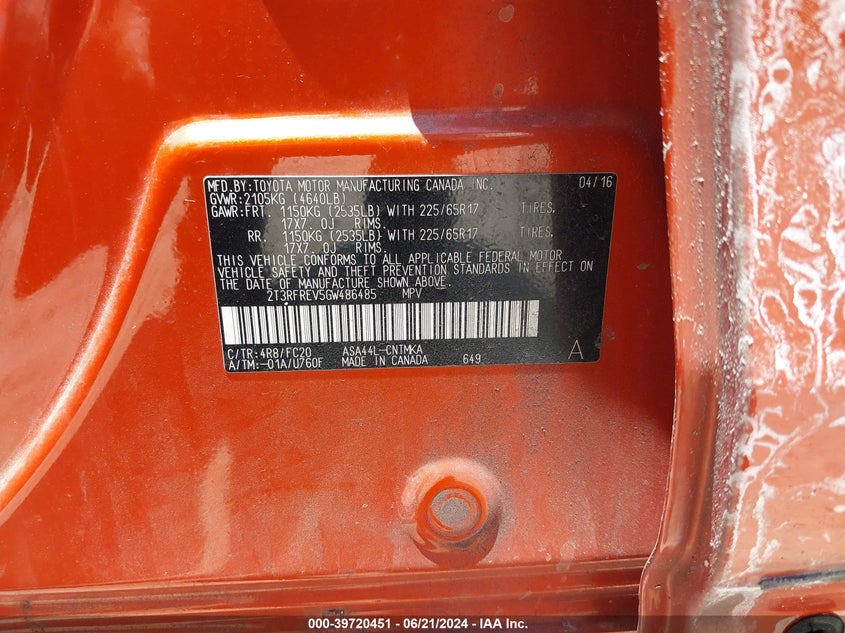 MFD.BY:TOYOTA MOTOR MANUFACTURING CANADA INC. 04/16
GVWR:2105KG (4640LB)
GAWR:FRT. 1150KG (2535LB) WITH 225/65R17 TIRES,
17X7.0J RIMS.
RR. 1150KG (2535LB) WITH 225/65R17 TIRES,
17X7.0J RIMS.
THIS VEHICLE CONFORMS TO ALL APPLICABLE FEDERAL MOTOR
VEHICLE SAFETY AND THEFT PREVENTION STANDARDS IN EFFECT ON
THE DATE OF MANUFACTURE SHOWN ABOVE.
2T3RFREV5GW486485 MPV
C/TR:4R8/FC20 ASA44L-CNTMKA
A/TM:-01A/U760F MADE IN CANADA 649 A
000-39720451 / 06/21/2024 - IAA Inc.